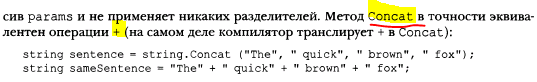 сив params и не применяет никаких разделителей. Метод Concat в точности эквива-
лентен операции + (на самом деле компилятор транслирует + в Concat):
string sentence = string.Concat ("The", " quick", " brown", " fox");
string sameSentence = "The" + " quick" + " brown" + " fox";